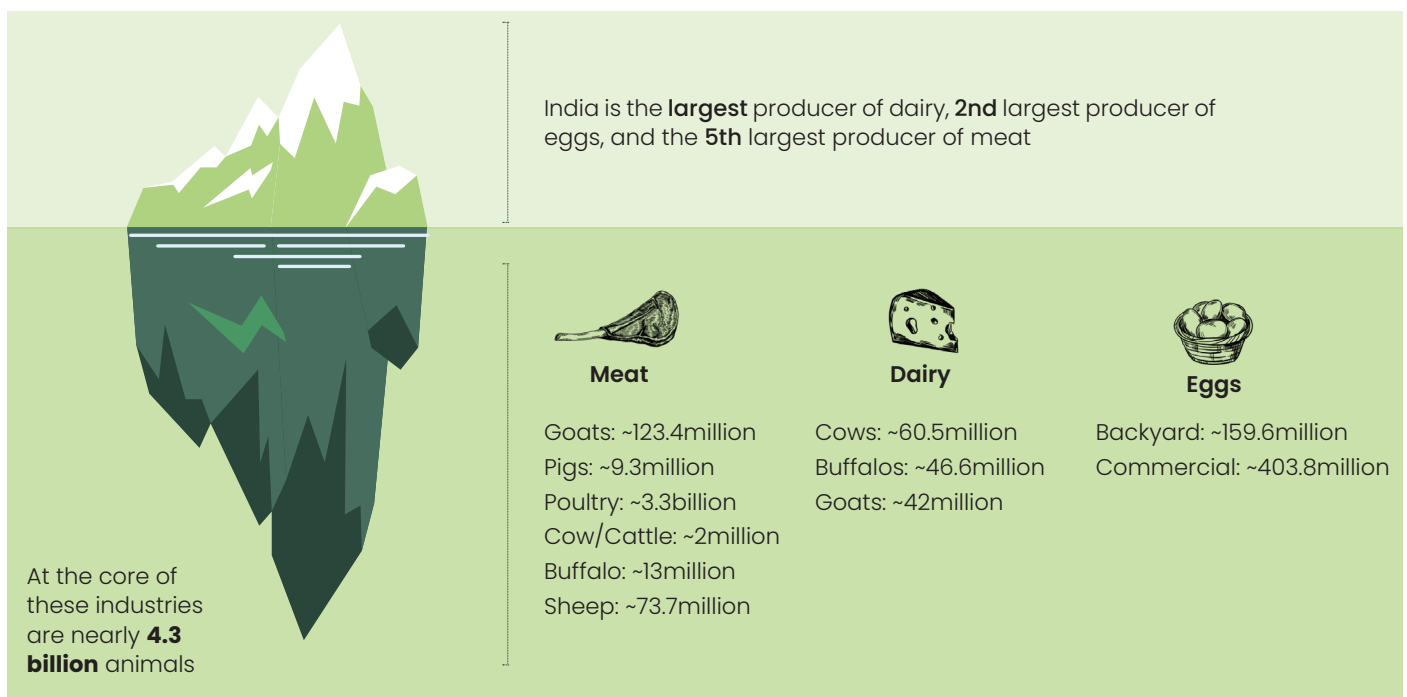 India is the largest producer of dairy, 2nd largest producer of
eggs, and the 5th largest producer of meat
Meat
Goats: ~123.4million
Pigs: ~9.3million
Poultry: ~3.3billion
Cow/Cattle: ~2million
Buffalo: ~13million
Sheep: ~73.7million
Dairy
Cows: ~60.5million
Buffalos: ~46.6million
Goats: ~42million
Eggs
Backyard: ~159.6million
Commercial: ~403.8million
At the core of
these industries
are nearly 4.3
billion animals